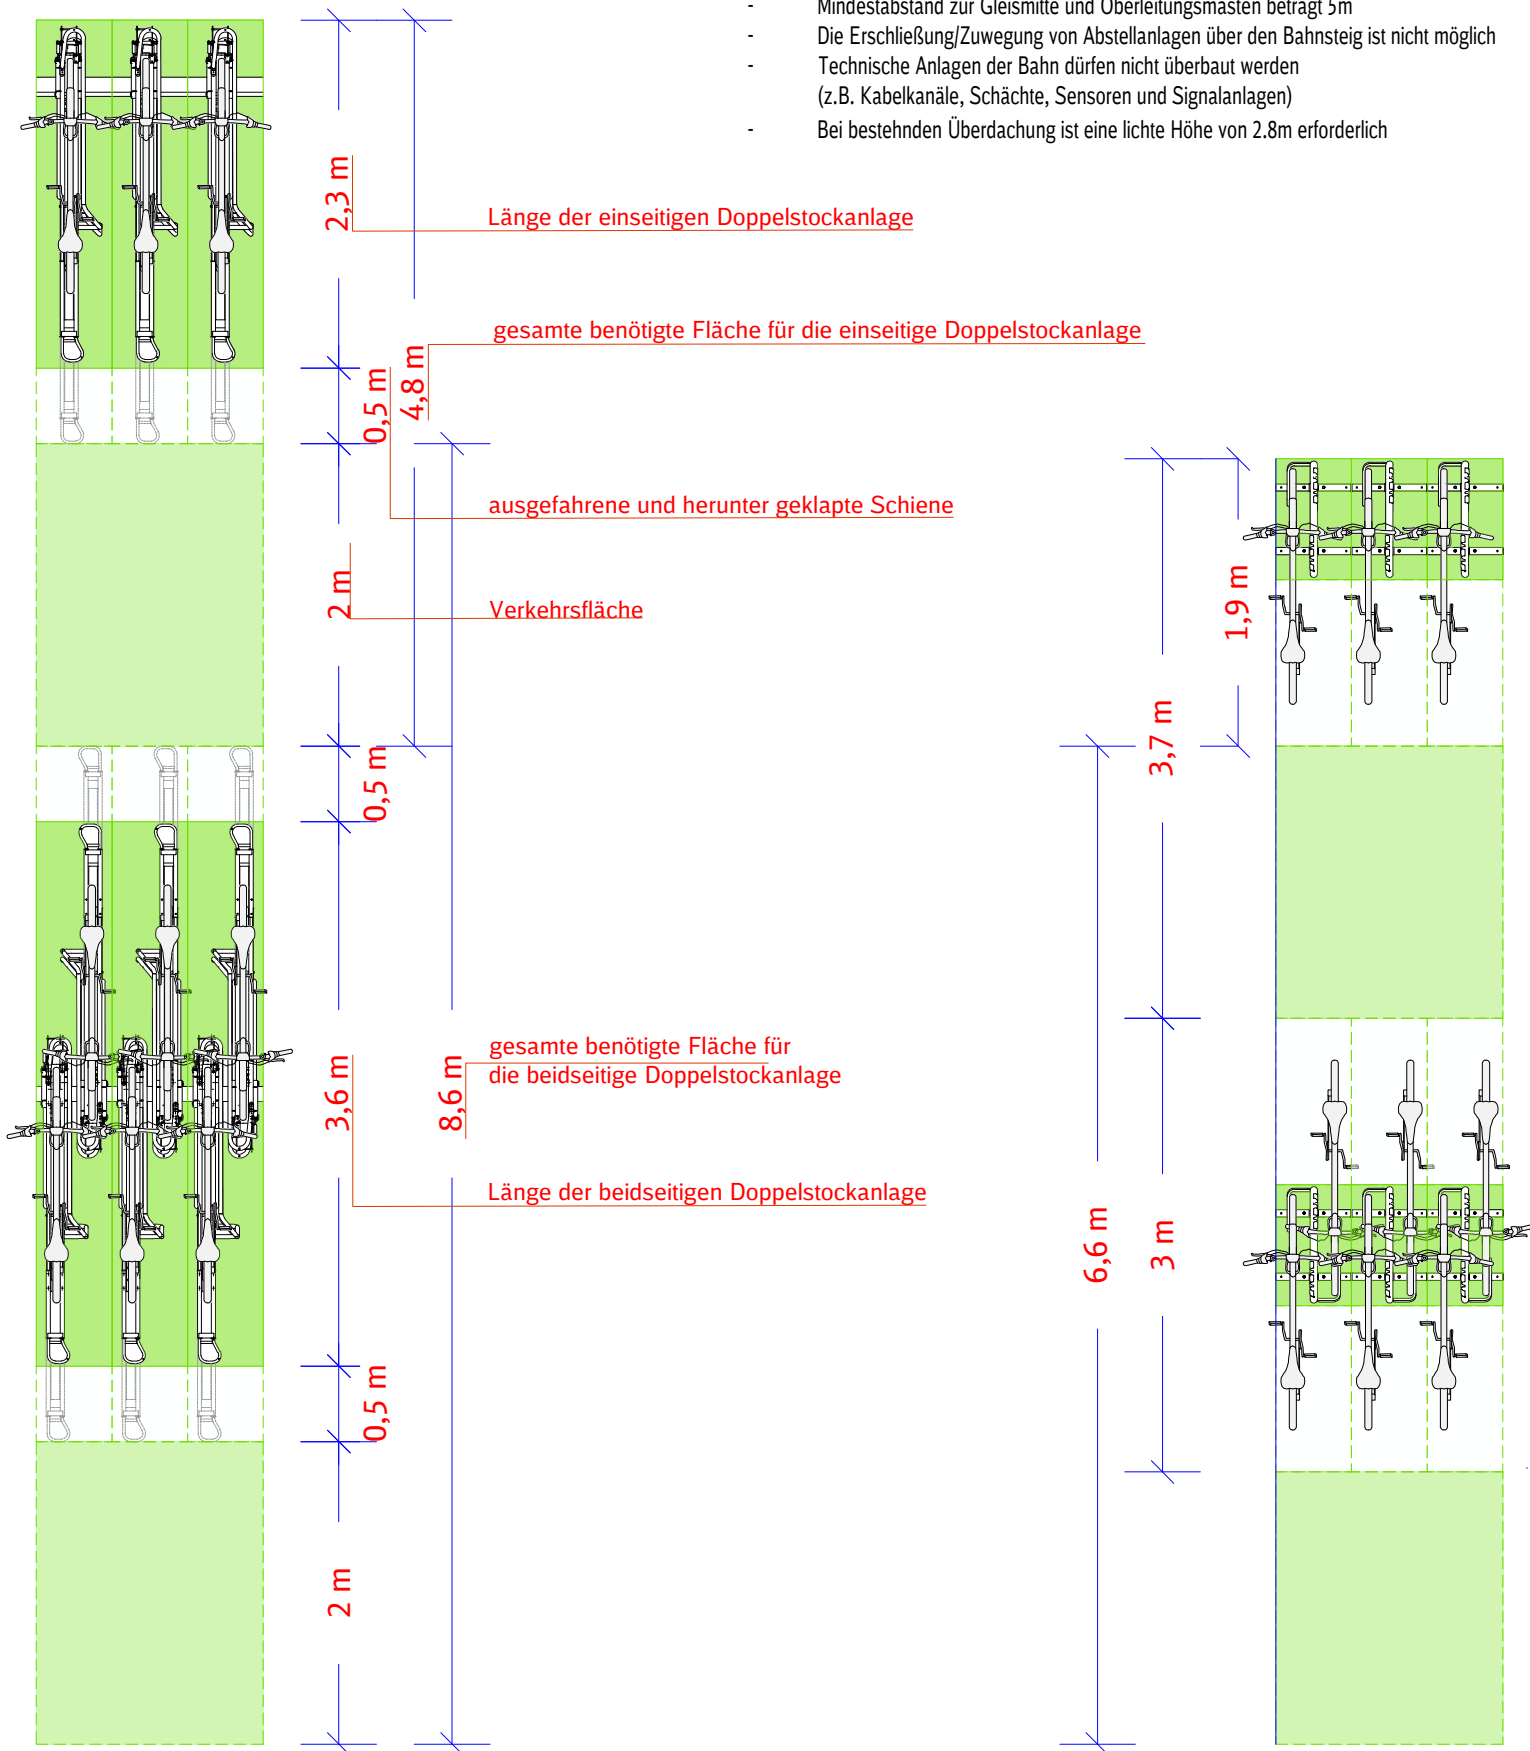 - Mindestabstand zur Gleismitte und Oberleitungsmasten beträgt 5m
- Die Erschließung/Zuwegung von Abstellanlagen über den Bahnsteig ist nicht möglich
- Technische Anlagen der Bahn dürfen nicht überbaut werden
(z.B. Kabelkanäle, Schächte, Sensoren und Signalanlagen)
- Bei bestehnden Überdachung ist eine lichte Höhe von 2.8m erforderlich
2,3 m
Länge der einseitigen Doppelstockanlage
gesamte benötigte Fläche für die einseitige Doppelstockanlage
4,8 m
0,5 m
ausgefahrene und herunter geklapte Schiene
2 m
Verkehrsfläche
1,9 m
3,7 m
0,5 m
gesamte benötigte Fläche für
die beidseitige Doppelstockanlage
3,6 m
8,6 m
Länge der beidseitigen Doppelstockanlage
6,6 m
3 m
0,5 m
2 m